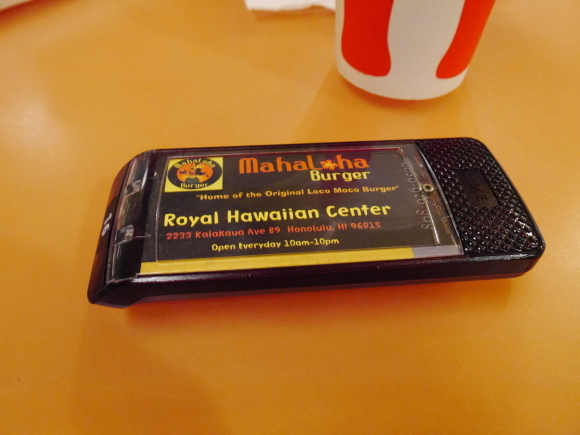 MahaLoha
Burger
MahaLoha
Burger
"Home of the Original Loco Moco Burger"
Royal Hawaiian Center
2233 Kalakaua Ave B9 Honolulu, HI 96815
Open Everyday 10am-10pm